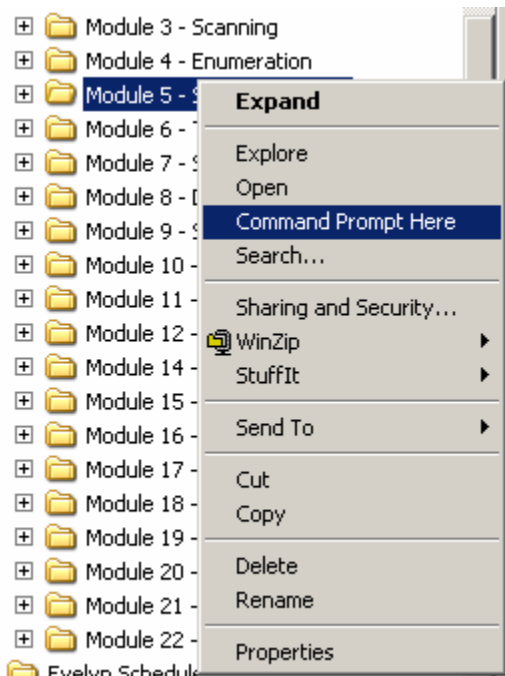 Module 3 - Scanning
Module 4 - Enumeration
Module 5 - S
Module 6 - T
Module 7 - S
Module 8 - D
Module 9 - S
Module 10 -
Module 11 -
Module 12 -
Module 14 -
Module 15 -
Module 16 -
Module 17 -
Module 18 -
Module 19 -
Module 20 -
Module 21 -
Module 22 -
Evelyn Schedule
Expand
Explore
Open
Command Prompt Here
Search...
Sharing and Security...
WinZip
StuffIt
Send To
Cut
Copy
Delete
Rename
Properties